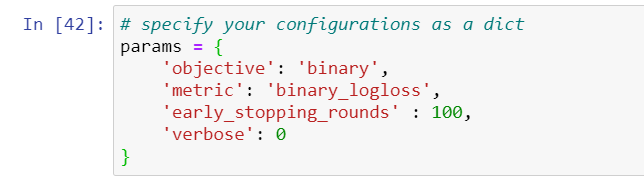 In [42]: # specify your configurations as a dict
params = {
    'objective': 'binary',
    'metric': 'binary_logloss',
    'early_stopping_rounds' : 100,
    'verbose': 0
}